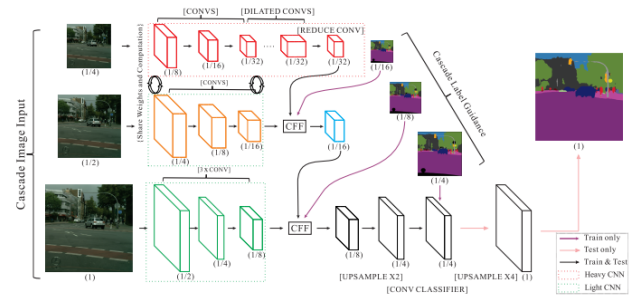 [CONVS]
[DILATED CONVS]
[REDUCE CONV]
(1/4)
(1/8)
(1/16)
(1/32)
(1/32)
(1/32)
(1/16)
Cascade Image Input
[Share Weights and Computation]
[CONVS]
(1/2)
(1/4)
(1/8)
(1/16)
CFF
(1/16)
(1/8)
Cascade Label Guidance
(1/4)
[3 x CONV]
(1)
(1/2)
(1/4)
(1/8)
CFF
(1/8)
(1/4)
(1/4)
(1)
(1)
[UPSAMPLE X2]
[CONV CLASSIFIER]
[UPSAMPLE X4]
Train only
Test only
Train & Test
Heavy CNN
Light CNN